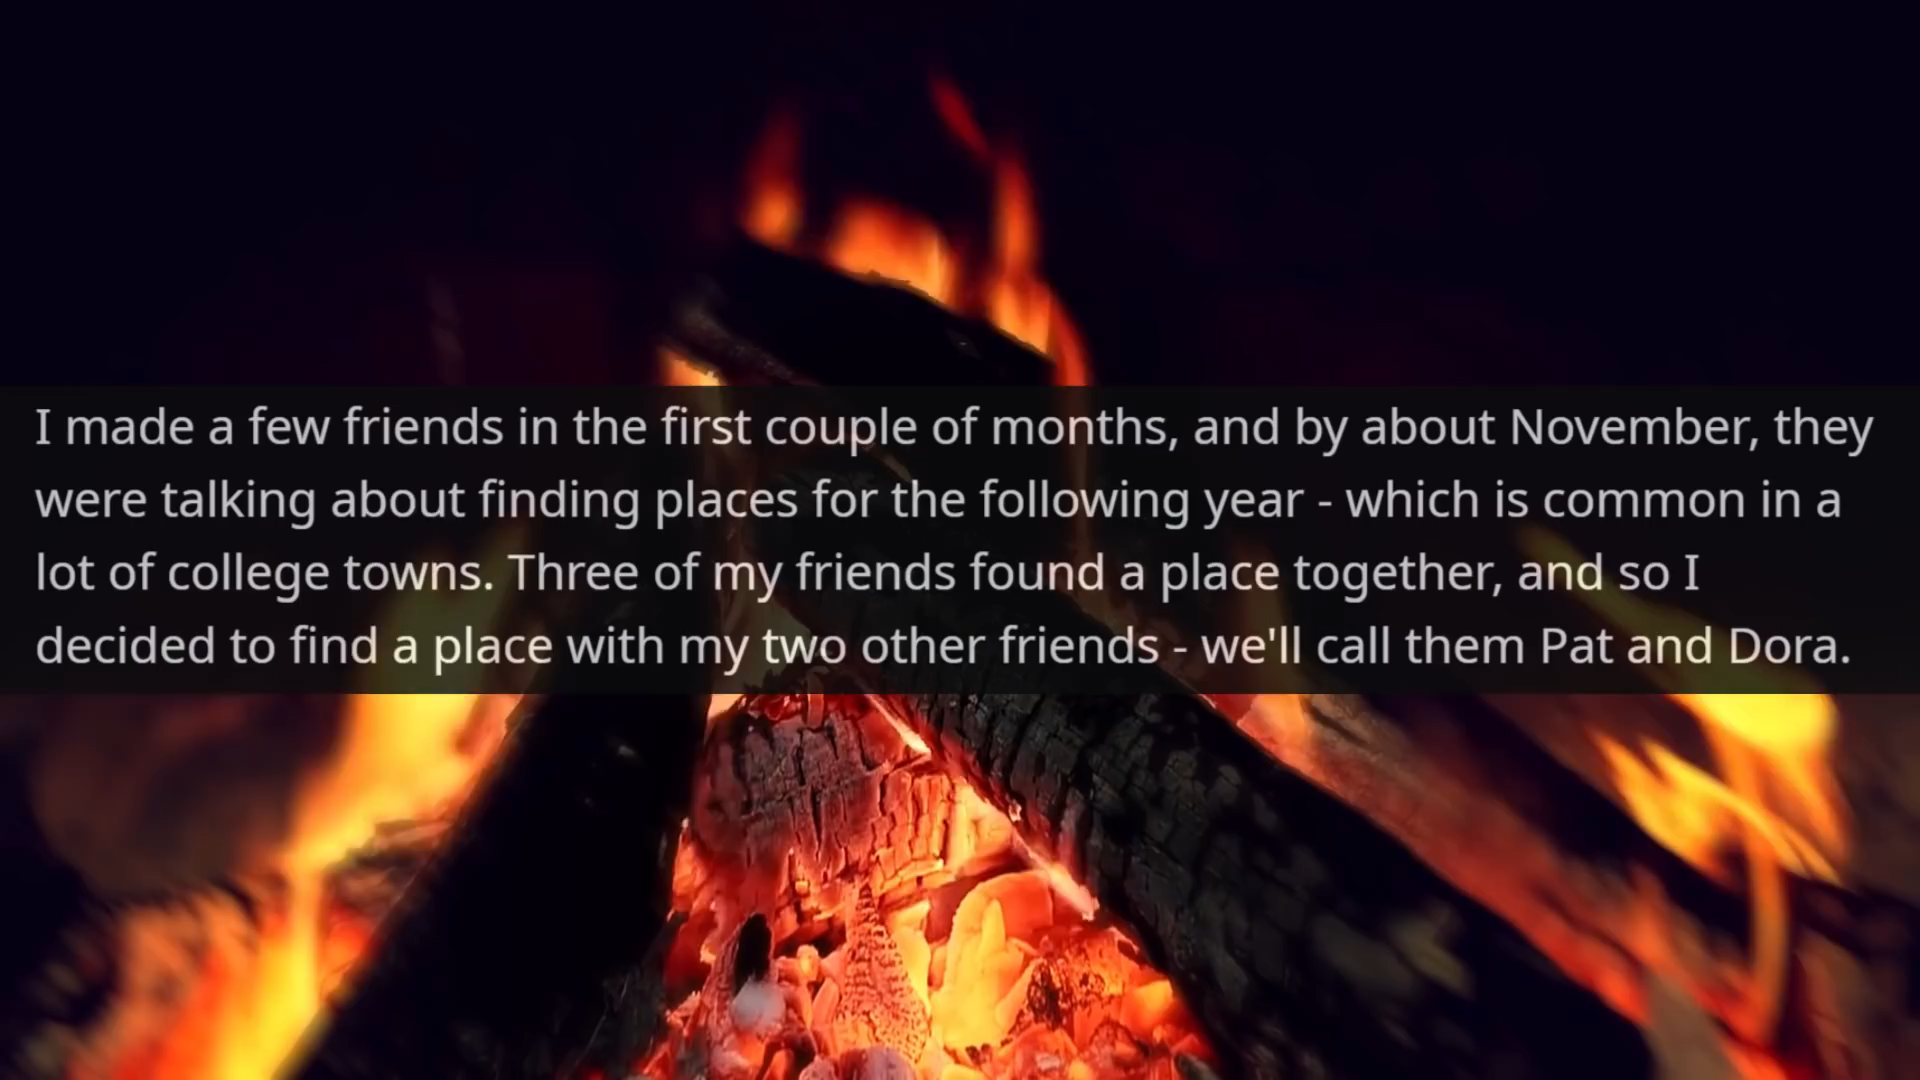 I made a few friends in the first couple of months, and by about November, they
were talking about finding places for the following year - which is common in a
lot of college towns. Three of my friends found a place together, and so I
decided to find a place with my two other friends - we'll call them Pat and Dora.